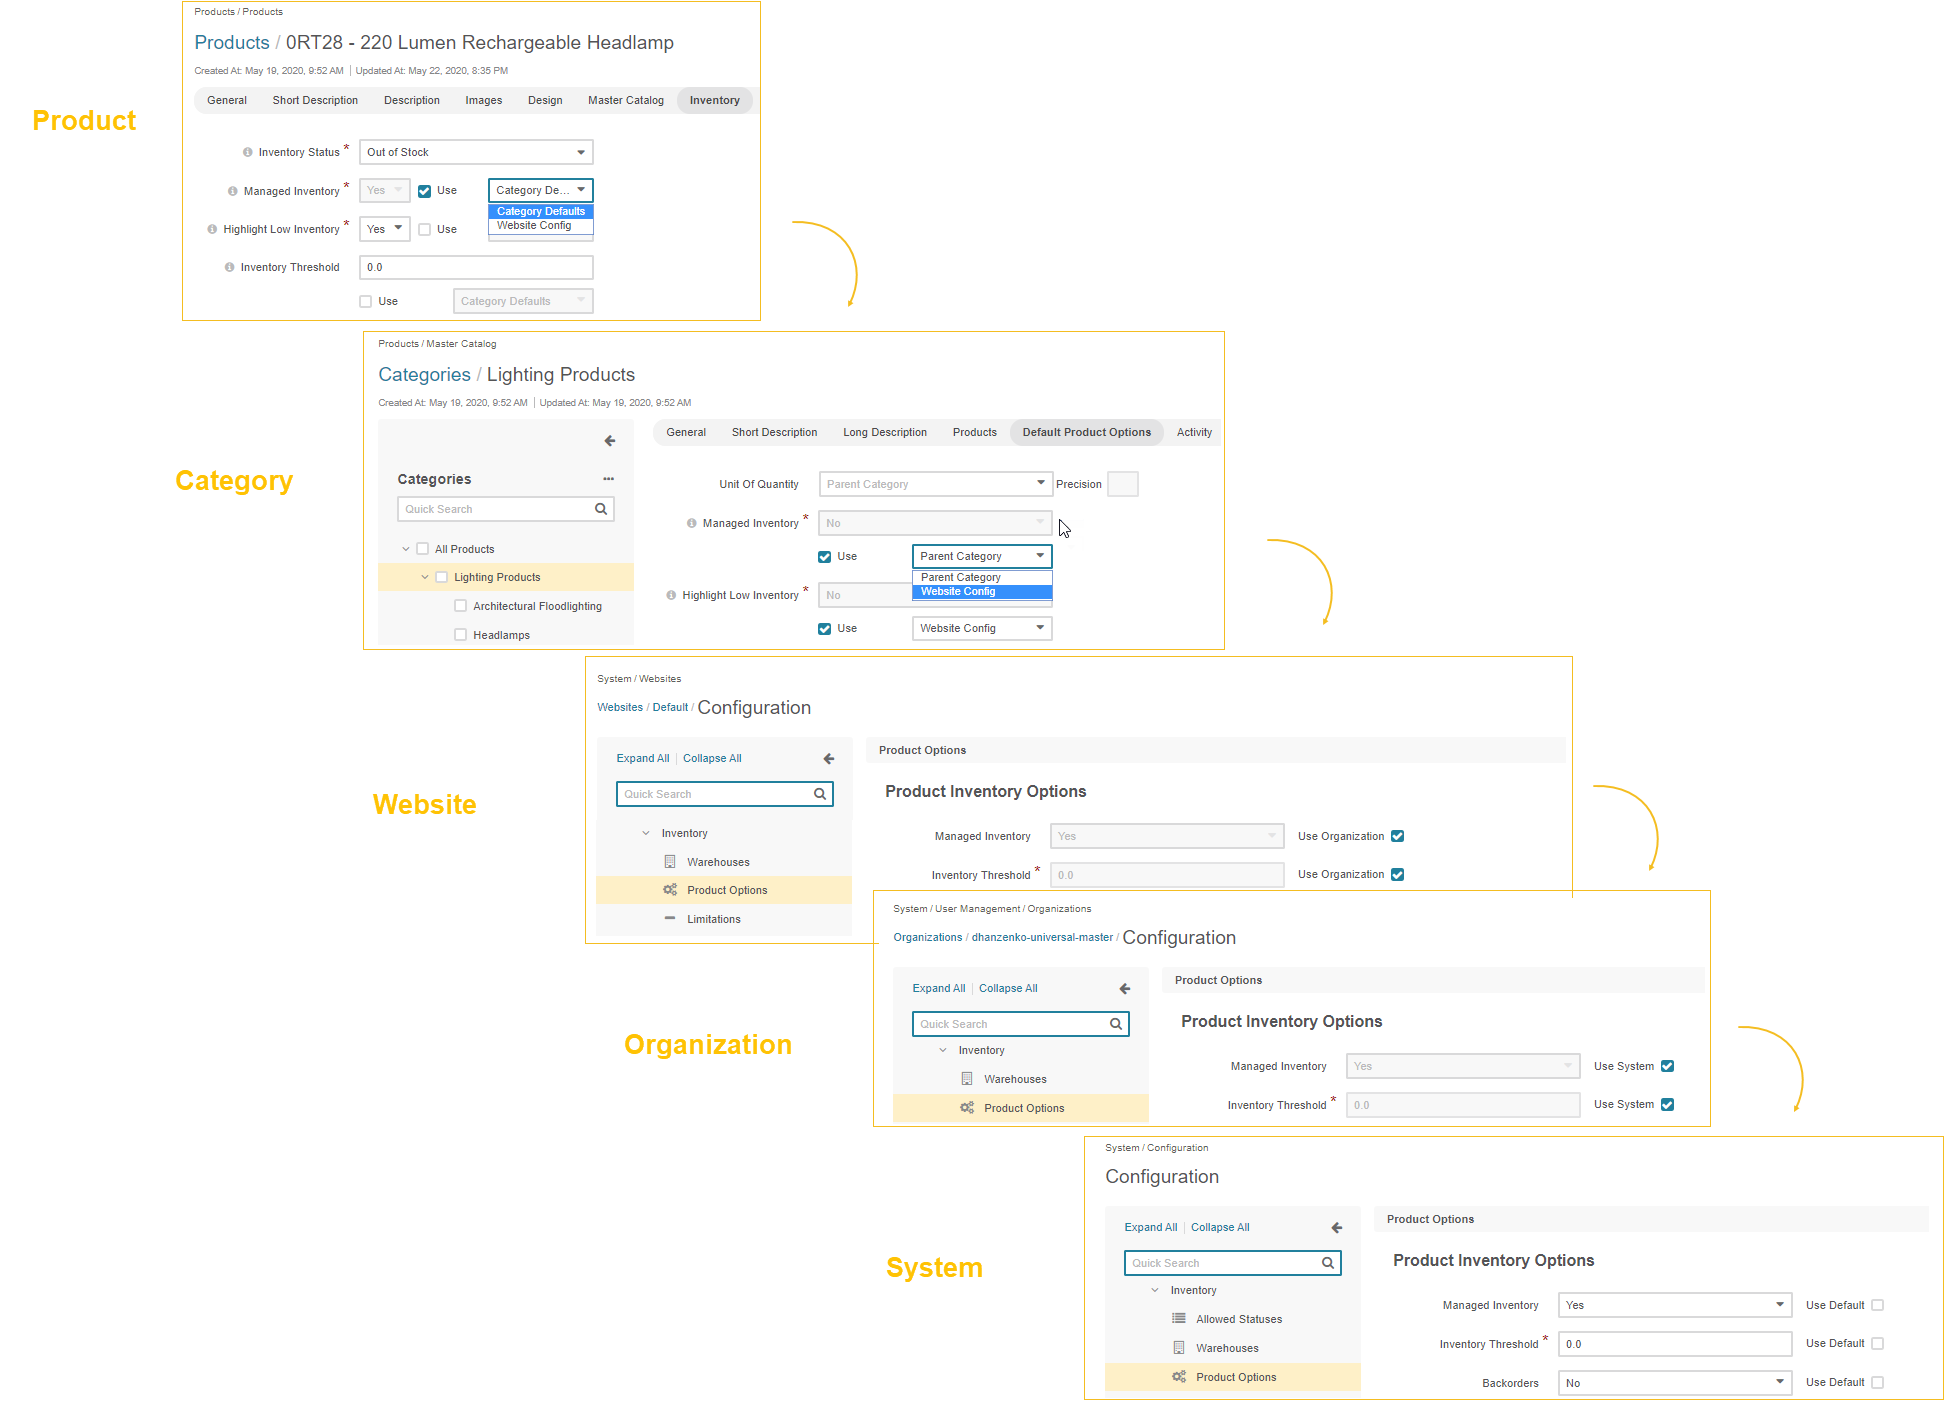 Product
Products / Products
Products / 0RT28 - 220 Lumen Rechargeable Headlamp
Created At: May 19, 2020, 9:52 AM | Updated At: May 22, 2020, 8:35 PM
General Short Description Description Images Design Master Catalog Inventory
Inventory Status * Out of Stock
Managed Inventory * Yes Use Category De...
Category Defaults
Website Config
Highlight Low Inventory * Yes Use
Inventory Threshold 0.0
Use Category Defaults
Category
Products / Master Catalog
Categories / Lighting Products
Created At: May 19, 2020, 9:52 AM | Updated At: May 19, 2020, 9:52 AM
Categories
Quick Search
All Products
Lighting Products
Architectural Floodlighting
Headlamps
General Short Description Long Description Products Default Product Options Activity
Unit Of Quantity Parent Category Precision
Managed Inventory * No
Use Parent Category
Parent Category
Website Config
Highlight Low Inventory * No
Use Website Config
Website
System / Websites
Websites / Default / Configuration
Expand All | Collapse All
Quick Search
Inventory
Warehouses
Product Options
Limitations
Product Options
Product Inventory Options
Managed Inventory Yes Use Organization
Inventory Threshold * 0.0 Use Organization
Organization
System / User Management / Organizations
Organizations / dhanzenko-universal-master / Configuration
Expand All | Collapse All
Quick Search
Inventory
Warehouses
Product Options
Product Options
Product Inventory Options
Managed Inventory Yes Use System
Inventory Threshold * 0.0 Use System
System
System / Configuration
Configuration
Expand All | Collapse All
Quick Search
Inventory
Allowed Statuses
Warehouses
Product Options
Product Options
Product Inventory Options
Managed Inventory Yes Use Default
Inventory Threshold * 0.0 Use Default
Backorders No Use Default